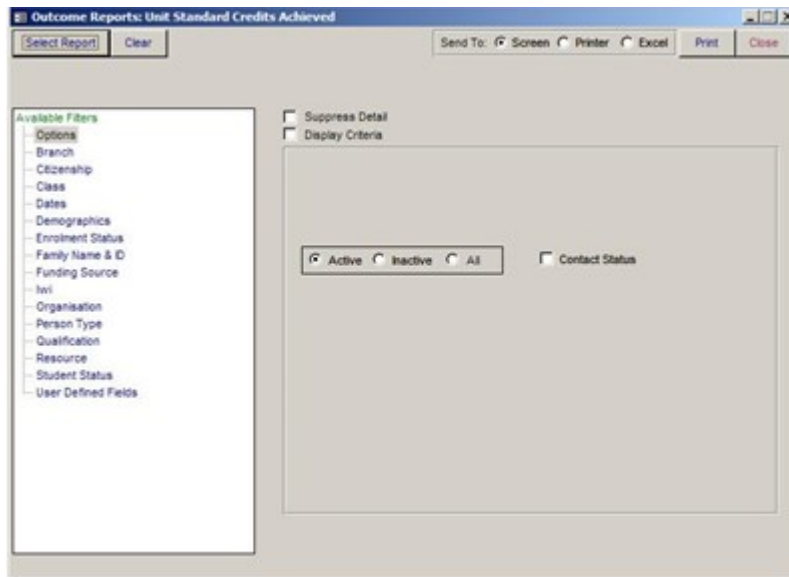 Outcome Reports: Unit Standard Credits Achieved
Select Report Clear Send To: Screen Printer Excel Print Close
Available Filters
Options
Branch
Citizenship
Class
Dates
Demographics
Enrolment Status
Family Name & ID
Funding Source
Iwi
Organisation
Person Type
Qualification
Resource
Student Status
User Defined Fields
Suppress Detail
Display Criteria
Active Inactive All Contact Status